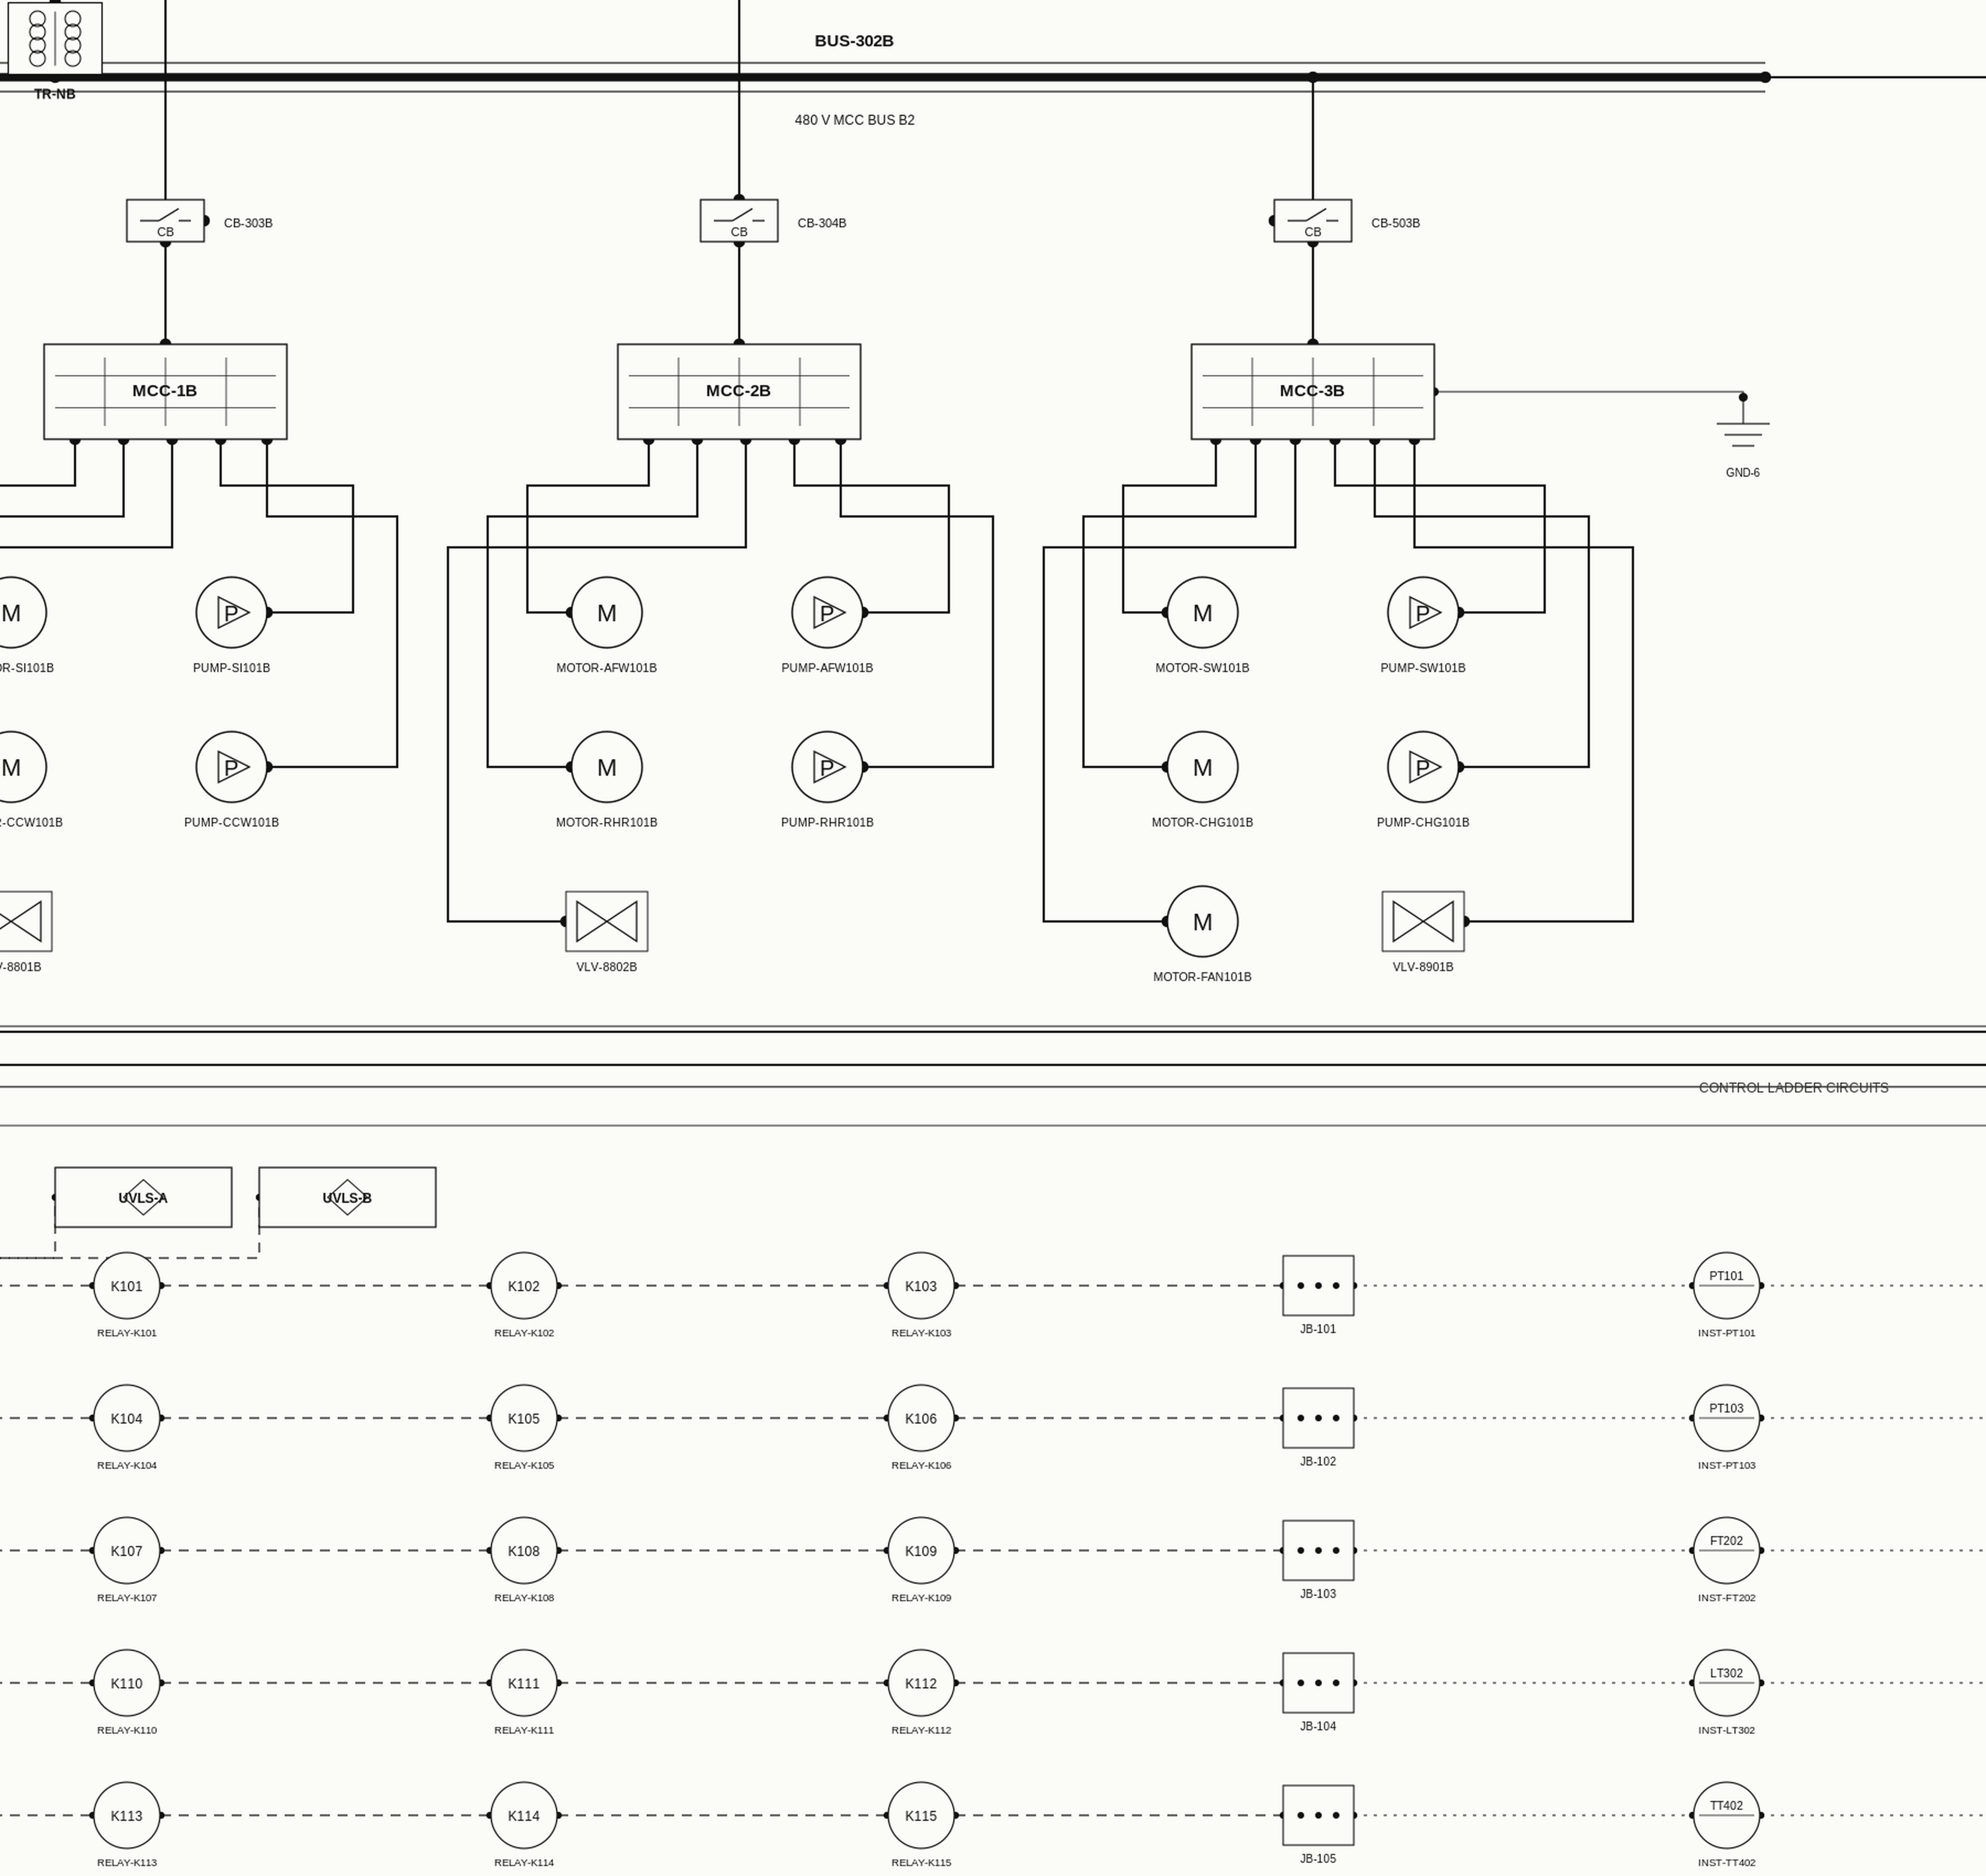 BUS-302B
TR-NB
480 V MCC BUS B2
CB CB-303B
CB CB-304B
CB CB-503B
MCC-1B
MCC-2B
MCC-3B
GND-6
M
P
M
P
M
P
OR-SI101B
PUMP-SI101B
MOTOR-AFW101B
PUMP-AFW101B
MOTOR-SW101B
PUMP-SW101B
M
P
M
P
M
P
-CCW101B
PUMP-CCW101B
MOTOR-RHR101B
PUMP-RHR101B
MOTOR-CHG101B
PUMP-CHG101B
M
V-8801B
VLV-8802B
MOTOR-FAN101B
VLV-8901B
CONTROL LADDER CIRCUITS
UVLS-A
UVLS-B
K101
K102
K103
PT101
RELAY-K101
RELAY-K102
RELAY-K103
JB-101
INST-PT101
K104
K105
K106
PT103
RELAY-K104
RELAY-K105
RELAY-K106
JB-102
INST-PT103
K107
K108
K109
FT202
RELAY-K107
RELAY-K108
RELAY-K109
JB-103
INST-FT202
K110
K111
K112
LT302
RELAY-K110
RELAY-K111
RELAY-K112
JB-104
INST-LT302
K113
K114
K115
TT402
RELAY-K113
RELAY-K114
RELAY-K115
JB-105
INST-TT402